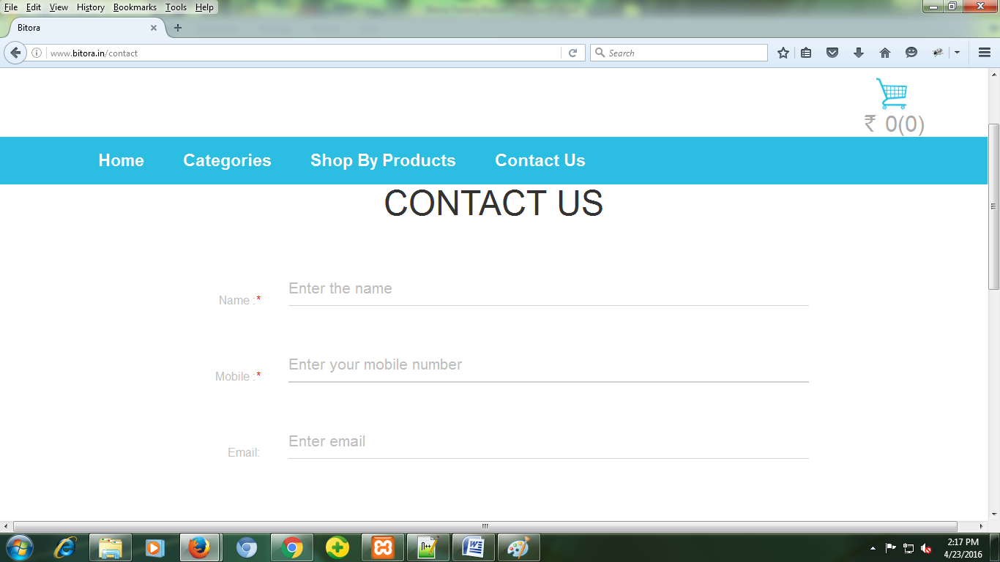 File Edit View History Bookmarks Tools Help
Bitora
www.bitora.in/contact
Search
₹ 0(0)
Home Categories Shop By Products Contact Us
CONTACT US
Enter the name
Name :*
Enter your mobile number
Mobile :*
Enter email
Email:
2:17 PM
4/23/2016